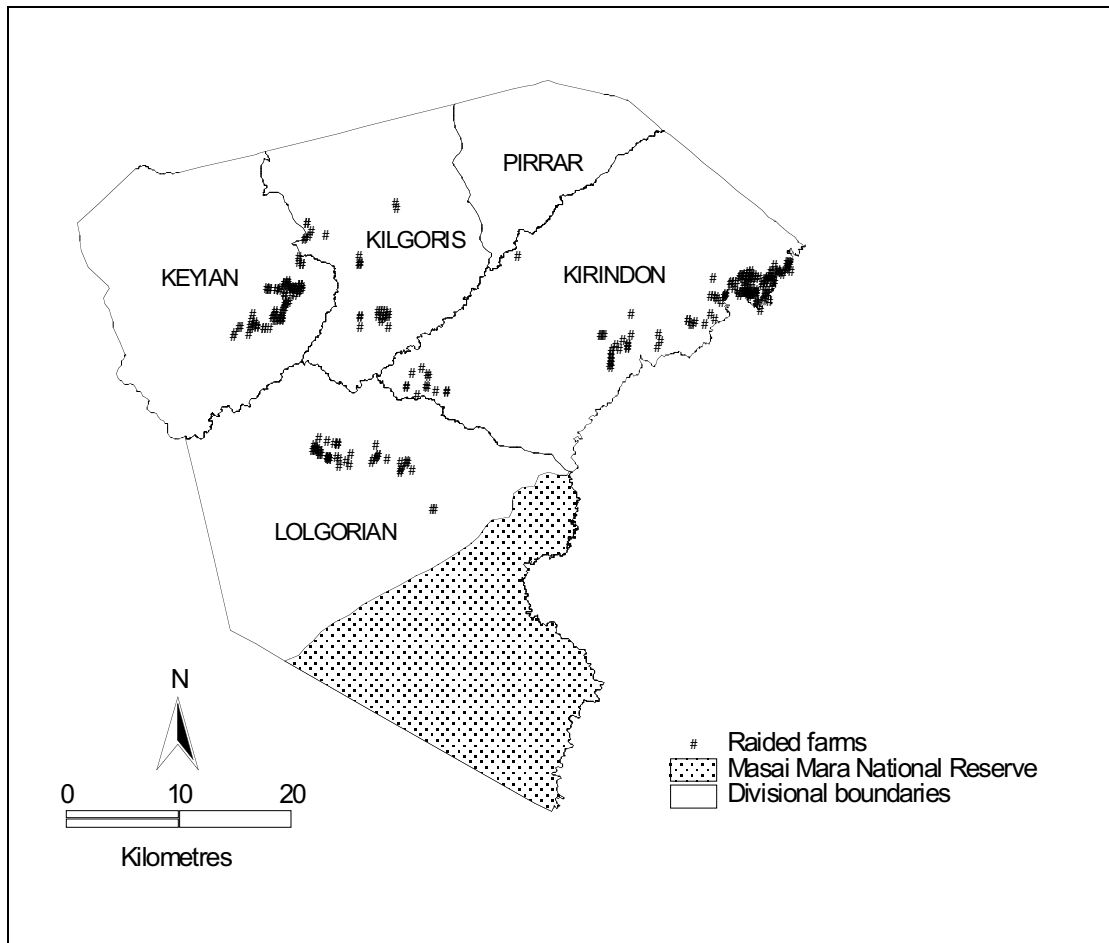 PIRRAR
KILGORIS
KEYIAN
KIRINDON
LOLGORIAN
N
0 10 20
Kilometres
# Raided farms
Masai Mara National Reserve
Divisional boundaries